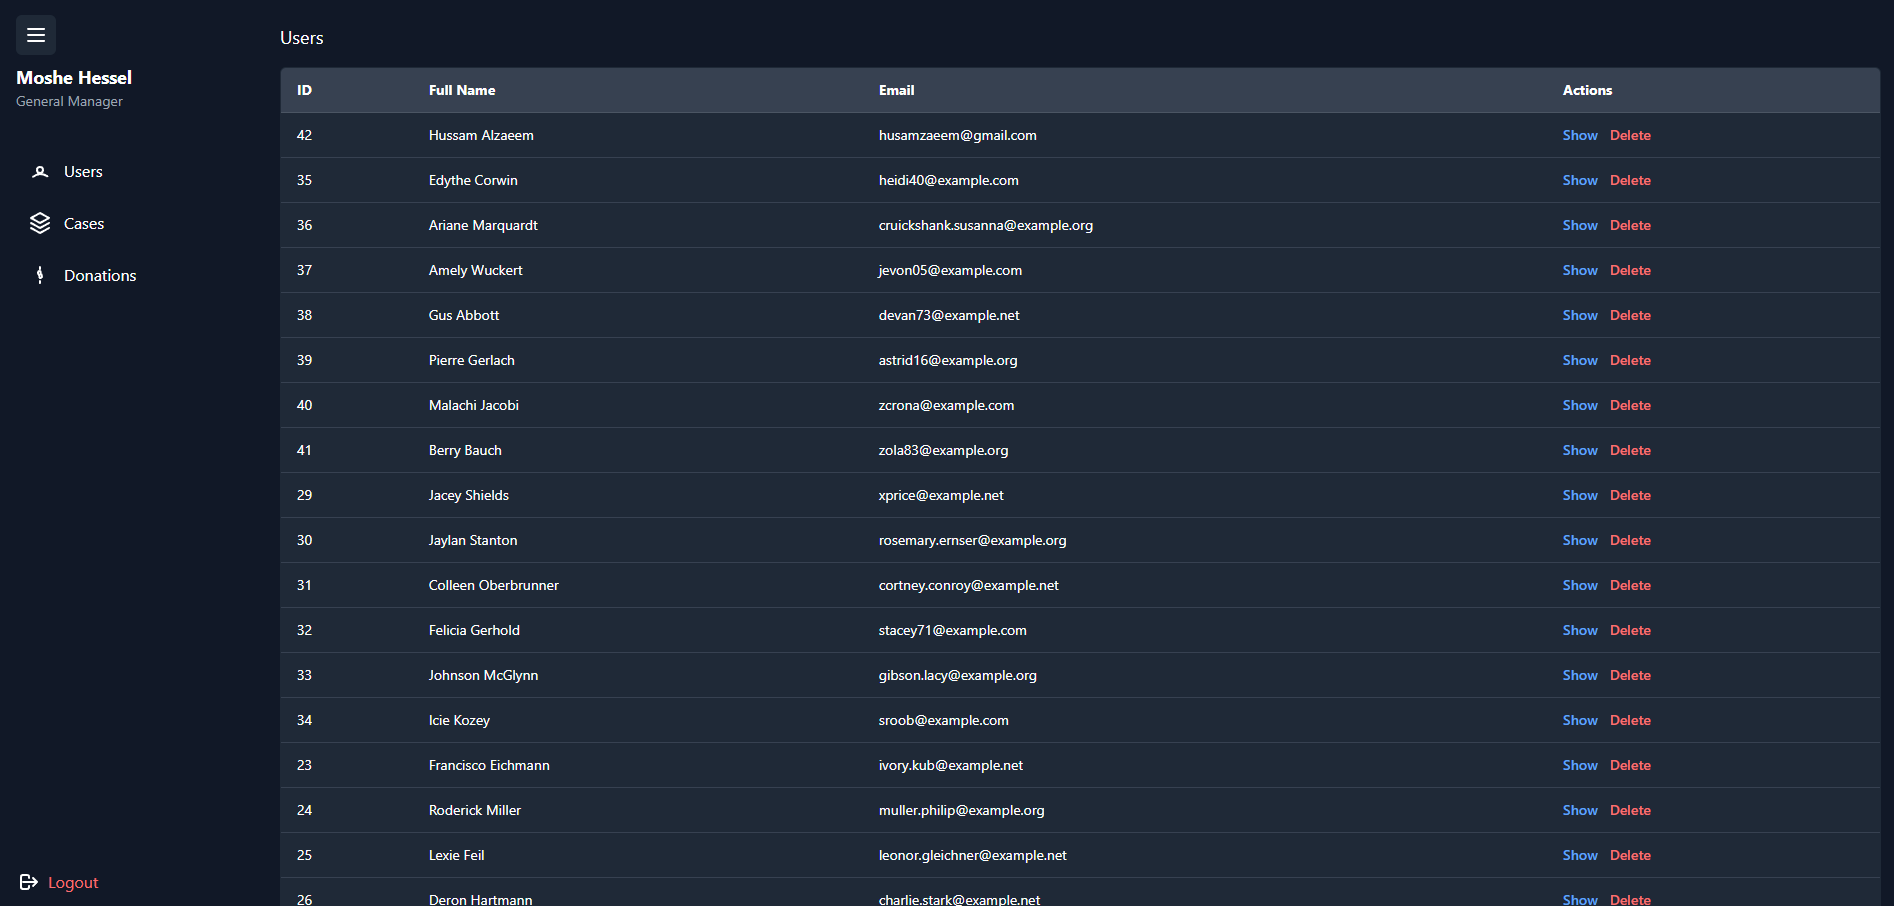 Moshe Hessel
General Manager
Users
Cases
Donations
Logout
Users
ID Full Name Email Actions
42 Hussam Alzaeem husamzaeem@gmail.com Show Delete
35 Edythe Corwin heidi40@example.com Show Delete
36 Ariane Marquardt cruickshank.susanna@example.org Show Delete
37 Amely Wuckert jevon05@example.com Show Delete
38 Gus Abbott devan73@example.net Show Delete
39 Pierre Gerlach astrid16@example.org Show Delete
40 Malachi Jacobi zcrona@example.com Show Delete
41 Berry Bauch zola83@example.org Show Delete
29 Jacey Shields xprice@example.net Show Delete
30 Jaylan Stanton rosemary.ernser@example.org Show Delete
31 Colleen Oberbrunner cortney.conroy@example.net Show Delete
32 Felicia Gerhold stacey71@example.com Show Delete
33 Johnson McGlynn gibson.lacy@example.org Show Delete
34 Icie Kozey sroob@example.com Show Delete
23 Francisco Eichmann ivory.kub@example.net Show Delete
24 Roderick Miller muller.philip@example.org Show Delete
25 Lexie Feil leonor.gleichner@example.net Show Delete
26 Deron Hartmann charlie.stark@example.net Show Delete